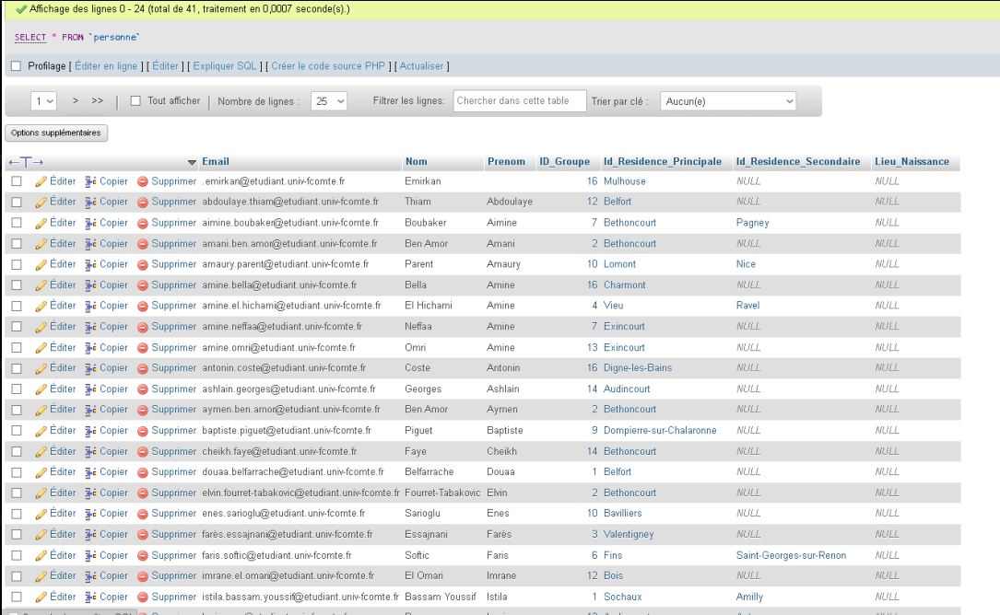 Affichage des lignes 0 - 24 (total de 41, traitement en 0,0007 seconde(s).)
SELECT * FROM `personne`
Profilage [ Éditer en ligne ] [ Éditer ] [ Expliquer SQL ] [ Créer le code source PHP ] [ Actualiser ]
1 > >> Tout afficher Nombre de lignes : 25 Filtrer les lignes: Chercher dans cette table Trier par clé : Aucun(e)
Options supplémentaires
←T→ Email Nom Prenom ID_Groupe Id_Residence_Principale Id_Residence_Secondaire Lieu_Naissance
Éditer Copier Supprimer .emirkan@etudiant.univ-fcomte.fr Emirkan 16 Mulhouse NULL NULL
Éditer Copier Supprimer abdoulaye.thiam@etudiant.univ-fcomte.fr Thiam Abdoulaye 12 Belfort NULL NULL
Éditer Copier Supprimer aimine.boubaker@etudiant.univ-fcomte.fr Boubaker Aimine 7 Bethoncourt Pagney NULL
Éditer Copier Supprimer amani.ben.amor@etudiant.univ-fcomte.fr Ben Amor Amani 2 Bethoncourt NULL NULL
Éditer Copier Supprimer amaury.parent@etudiant.univ-fcomte.fr Parent Amaury 10 Lomont Nice NULL
Éditer Copier Supprimer amine.bella@etudiant.univ-fcomte.fr Bella Amine 16 Charmont NULL NULL
Éditer Copier Supprimer amine.el.hichami@etudiant.univ-fcomte.fr El Hichami Amine 4 Vieu Ravel NULL
Éditer Copier Supprimer amine.neffaa@etudiant.univ-fcomte.fr Neffaa Amine 7 Exincourt NULL NULL
Éditer Copier Supprimer amine.omri@etudiant.univ-fcomte.fr Omri Amine 13 Exincourt NULL NULL
Éditer Copier Supprimer antonin.coste@etudiant.univ-fcomte.fr Coste Antonin 16 Digne-les-Bains NULL NULL
Éditer Copier Supprimer ashlain.georges@etudiant.univ-fcomte.fr Georges Ashlain 14 Audincourt NULL NULL
Éditer Copier Supprimer aymen.ben.amor@etudiant.univ-fcomte.fr Ben Amor Aymen 2 Bethoncourt NULL NULL
Éditer Copier Supprimer baptiste.piguet@etudiant.univ-fcomte.fr Piguet Baptiste 9 Dompierre-sur-Chalaronne NULL NULL
Éditer Copier Supprimer cheikh.faye@etudiant.univ-fcomte.fr Faye Cheikh 14 Bethoncourt NULL NULL
Éditer Copier Supprimer douaa.belfarrache@etudiant.univ-fcomte.fr Belfarrache Douaa 1 Belfort NULL NULL
Éditer Copier Supprimer elvin.fourret-tabakovic@etudiant.univ-fcomte.fr Fourret-Tabakovic Elvin 2 Bethoncourt NULL NULL
Éditer Copier Supprimer enes.sarioglu@etudiant.univ-fcomte.fr Sarioglu Enes 10 Bavilliers NULL NULL
Éditer Copier Supprimer farès.essajnani@etudiant.univ-fcomte.fr Essajnani Farès 3 Valentigney NULL NULL
Éditer Copier Supprimer faris.softic@etudiant.univ-fcomte.fr Softic Faris 6 Fins Saint-Georges-sur-Renon NULL
Éditer Copier Supprimer imrane.el.omari@etudiant.univ-fcomte.fr El Omari Imrane 12 Bois NULL NULL
Éditer Copier Supprimer istila.bassam.youssif@etudiant.univ-fcomte.fr Bassam Youssif Istila 1 Sochaux Amilly NULL